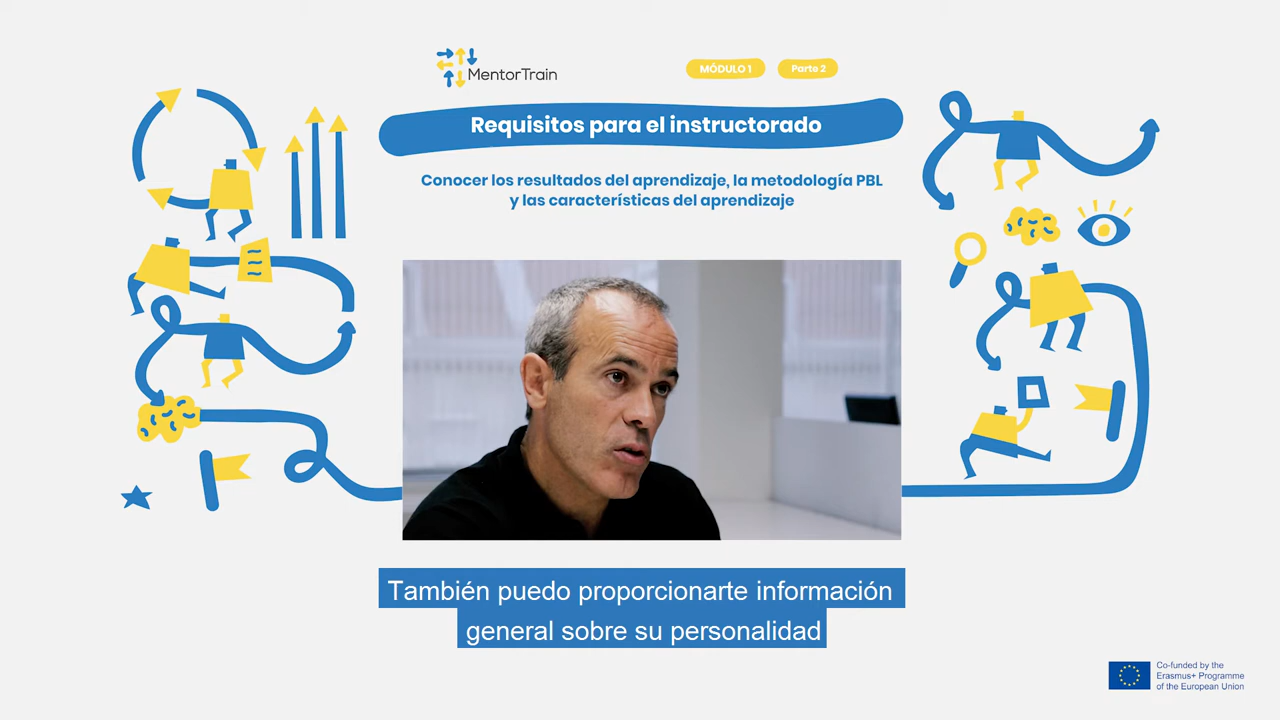 MentorTrain
MÓDULO 1
Parte 2
Requisitos para el instructorado
Conocer los resultados del aprendizaje, la metodología PBL
y las características del aprendizaje
También puedo proporcionarte información
general sobre su personalidad
Co-funded by the
Erasmus+ Programme
of the European Union